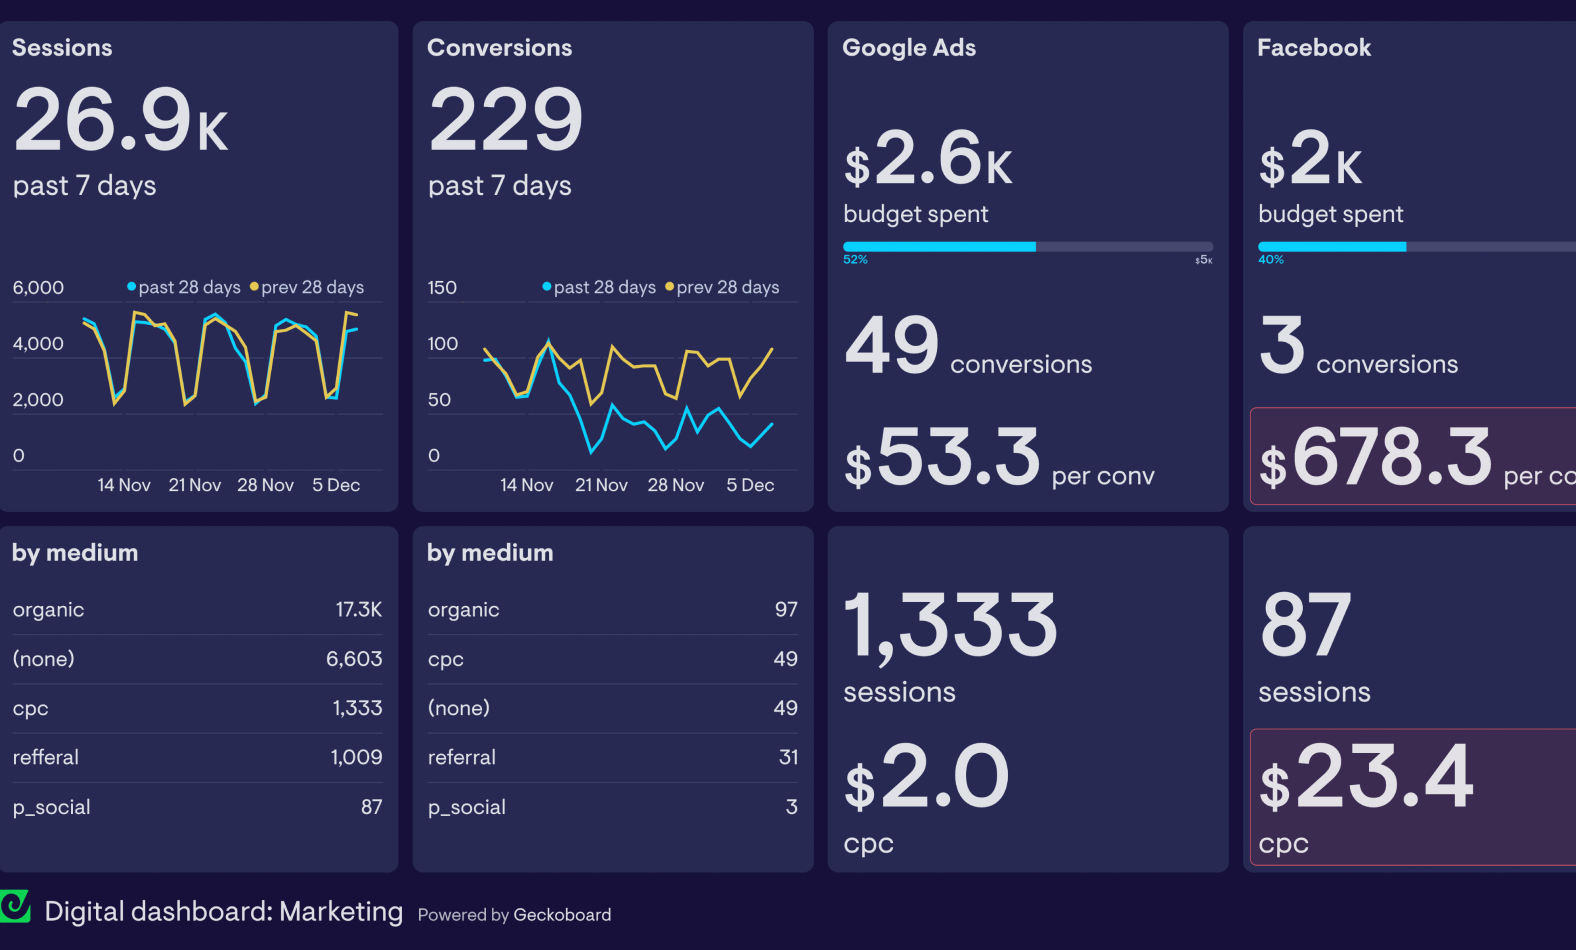 Sessions
26.9K
past 7 days
6,000
past 28 days prev 28 days
4,000
2,000
0
14 Nov 21 Nov 28 Nov 5 Dec
Conversions
229
past 7 days
150
past 28 days prev 28 days
100
50
0
14 Nov 21 Nov 28 Nov 5 Dec
Google Ads
$2.6K
budget spent
52% $5K
49 conversions
$53.3 per conv
Facebook
$2K
budget spent
40%
3 conversions
$678.3 per co
by medium
organic 17.3K
(none) 6,603
cpc 1,333
refferal 1,009
p_social 87
by medium
organic 97
cpc 49
(none) 49
referral 31
p_social 3
1,333
sessions
$2.0
cpc
87
sessions
$23.4
cpc
Digital dashboard: Marketing Powered by Geckoboard